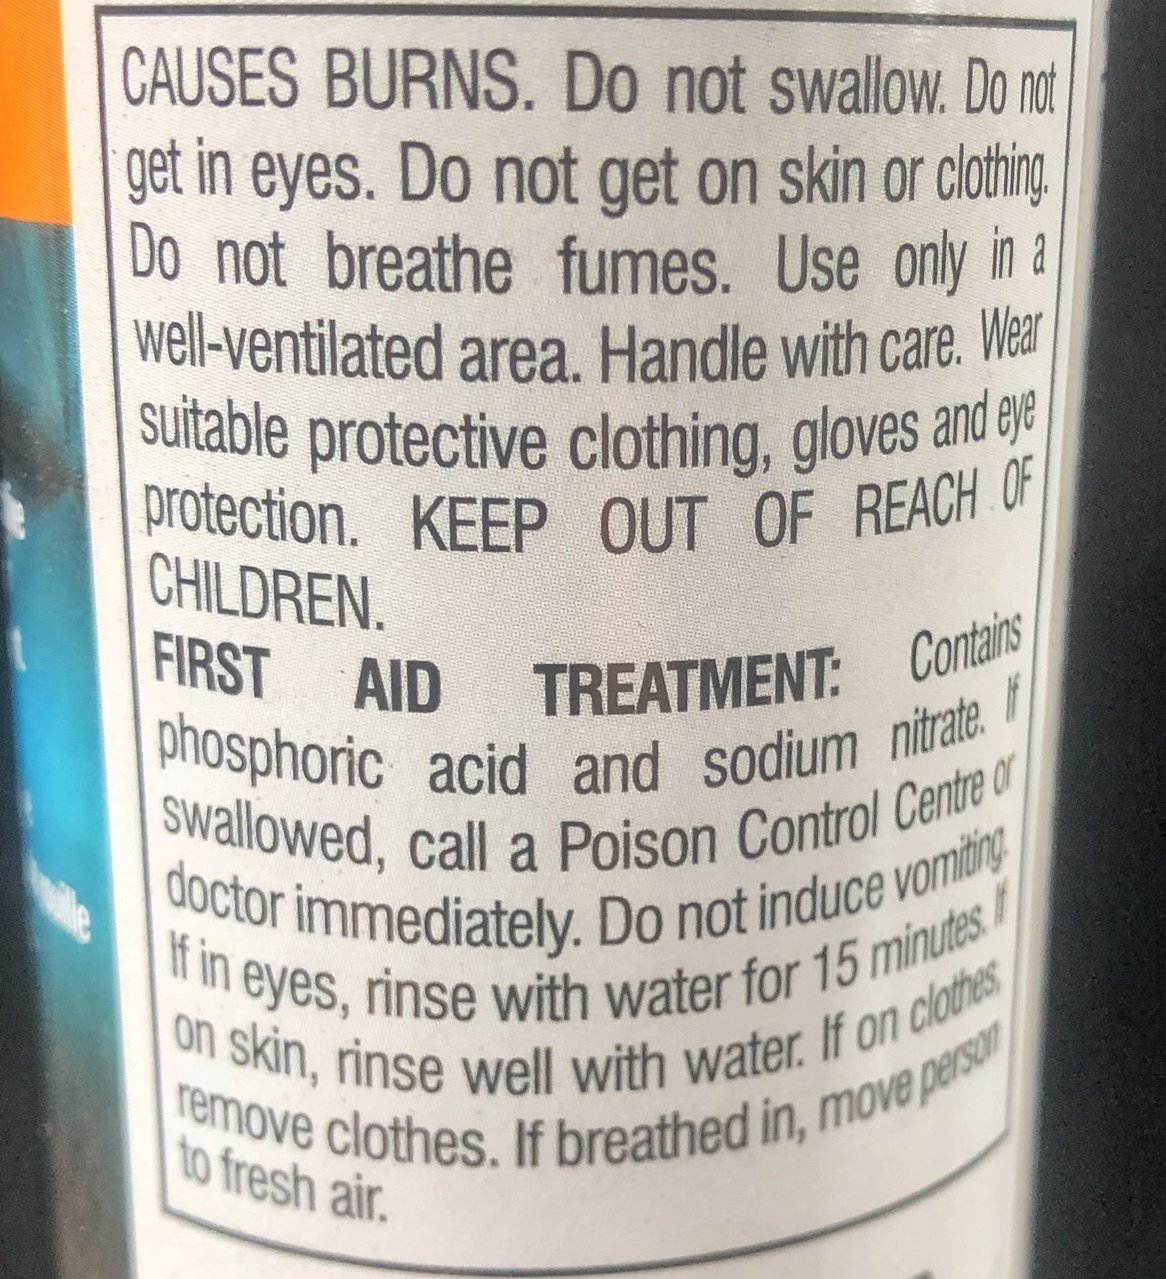 CAUSES BURNS. Do not swallow. Do not
get in eyes. Do not get on skin or clothing.
Do not breathe fumes. Use only in a
well-ventilated area. Handle with care. Wear
suitable protective clothing, gloves and eye
protection. KEEP OUT OF REACH OF
CHILDREN.
FIRST AID TREATMENT: Contains
phosphoric acid and sodium nitrate. If
swallowed, call a Poison Control Centre or
doctor immediately. Do not induce vomiting.
If in eyes, rinse with water for 15 minutes. If
on skin, rinse well with water. If on clothes,
remove clothes. If breathed in, move person
to fresh air.